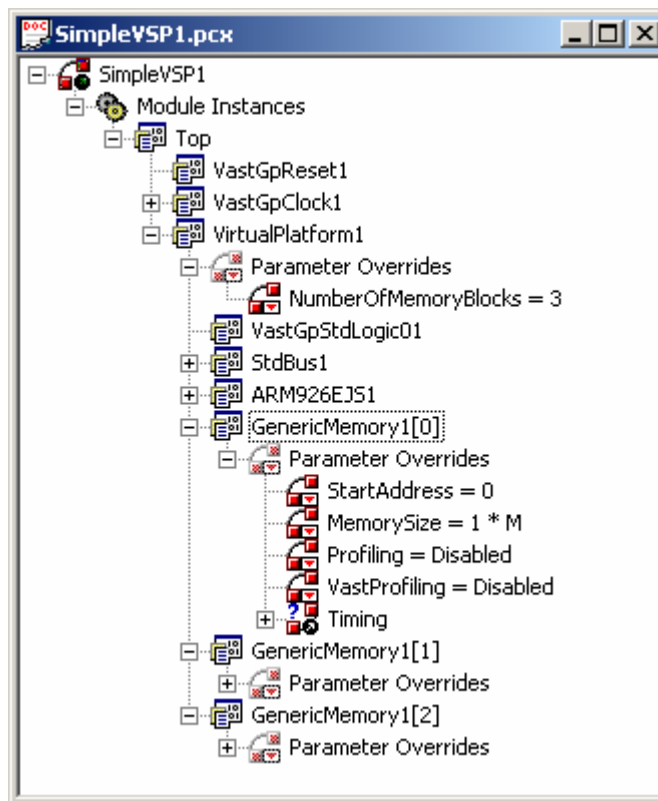 DOC
SimpleVSP1.pcx
SimpleVSP1
Module Instances
Top
VastGpReset1
VastGpClock1
VirtualPlatform1
Parameter Overrides
NumberOfMemoryBlocks = 3
VastGpStdLogic01
StdBus1
ARM926EJS1
GenericMemory1[0]
Parameter Overrides
StartAddress = 0
MemorySize = 1 * M
Profiling = Disabled
VastProfiling = Disabled
? Timing
GenericMemory1[1]
Parameter Overrides
GenericMemory1[2]
Parameter Overrides